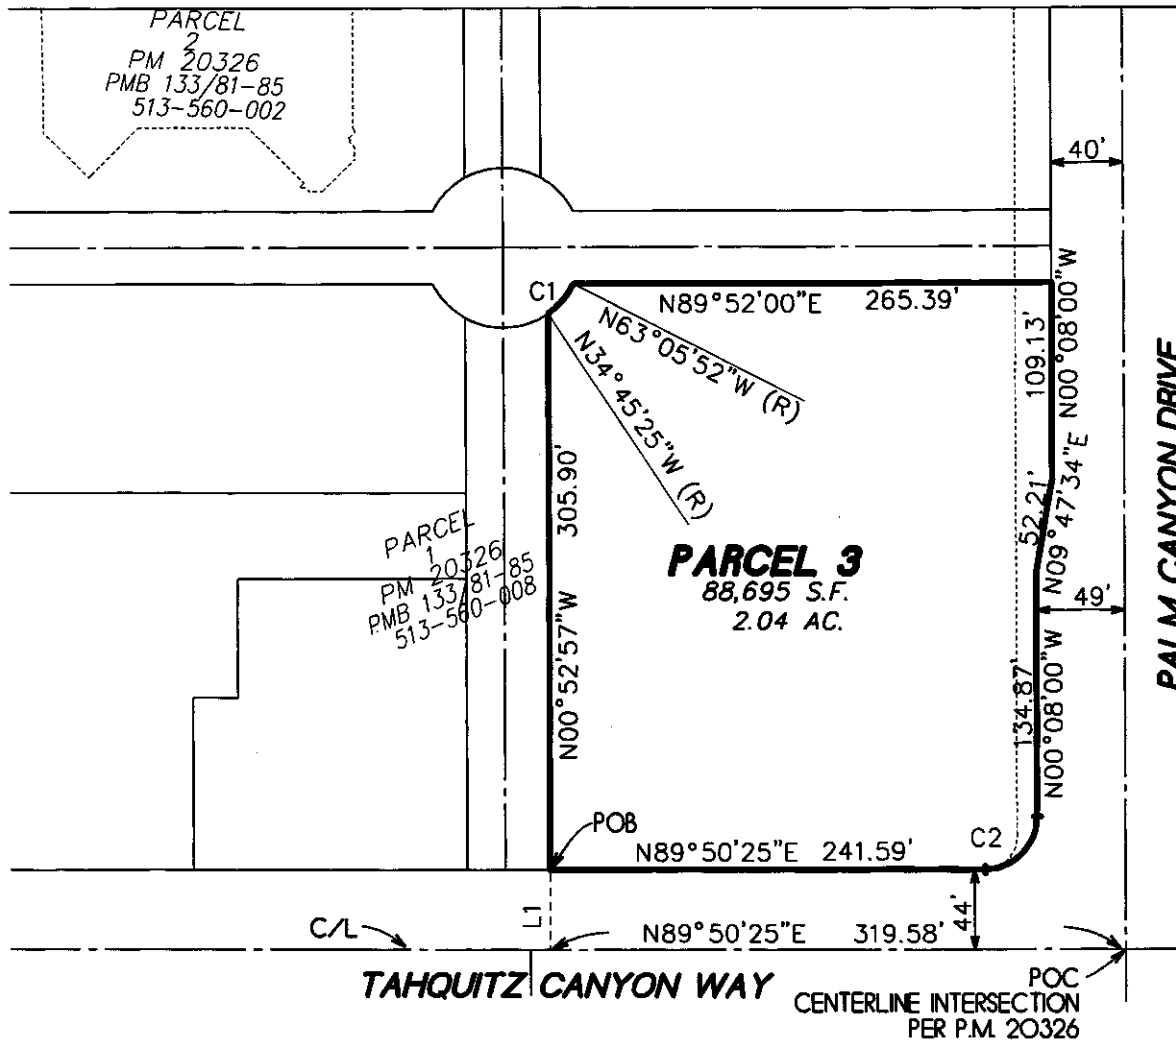 PARCEL
2
PM 20326
PMB 133/81-85
513-560-002
40'
C1
N89°52'00"E 265.39'
N63°05'52"W (R)
N34°45'25"W (R)
109.13'
N00°08'00"W
PALM CANYON DRIVE
305.90'
N00°52'57"W
PARCEL
1
PM 20326
PMB 133/81-85
513-560-008
PARCEL 3
88,695 S.F.
2.04 AC.
52.21'
N09°47'34"E
49'
134.87'
N00°08'00"W
POB
C2
N89°50'25"E 241.59'
L1
44'
C/L
N89°50'25"E 319.58'
TAHQUITZ CANYON WAY
POC
CENTERLINE INTERSECTION
PER P.M. 20326